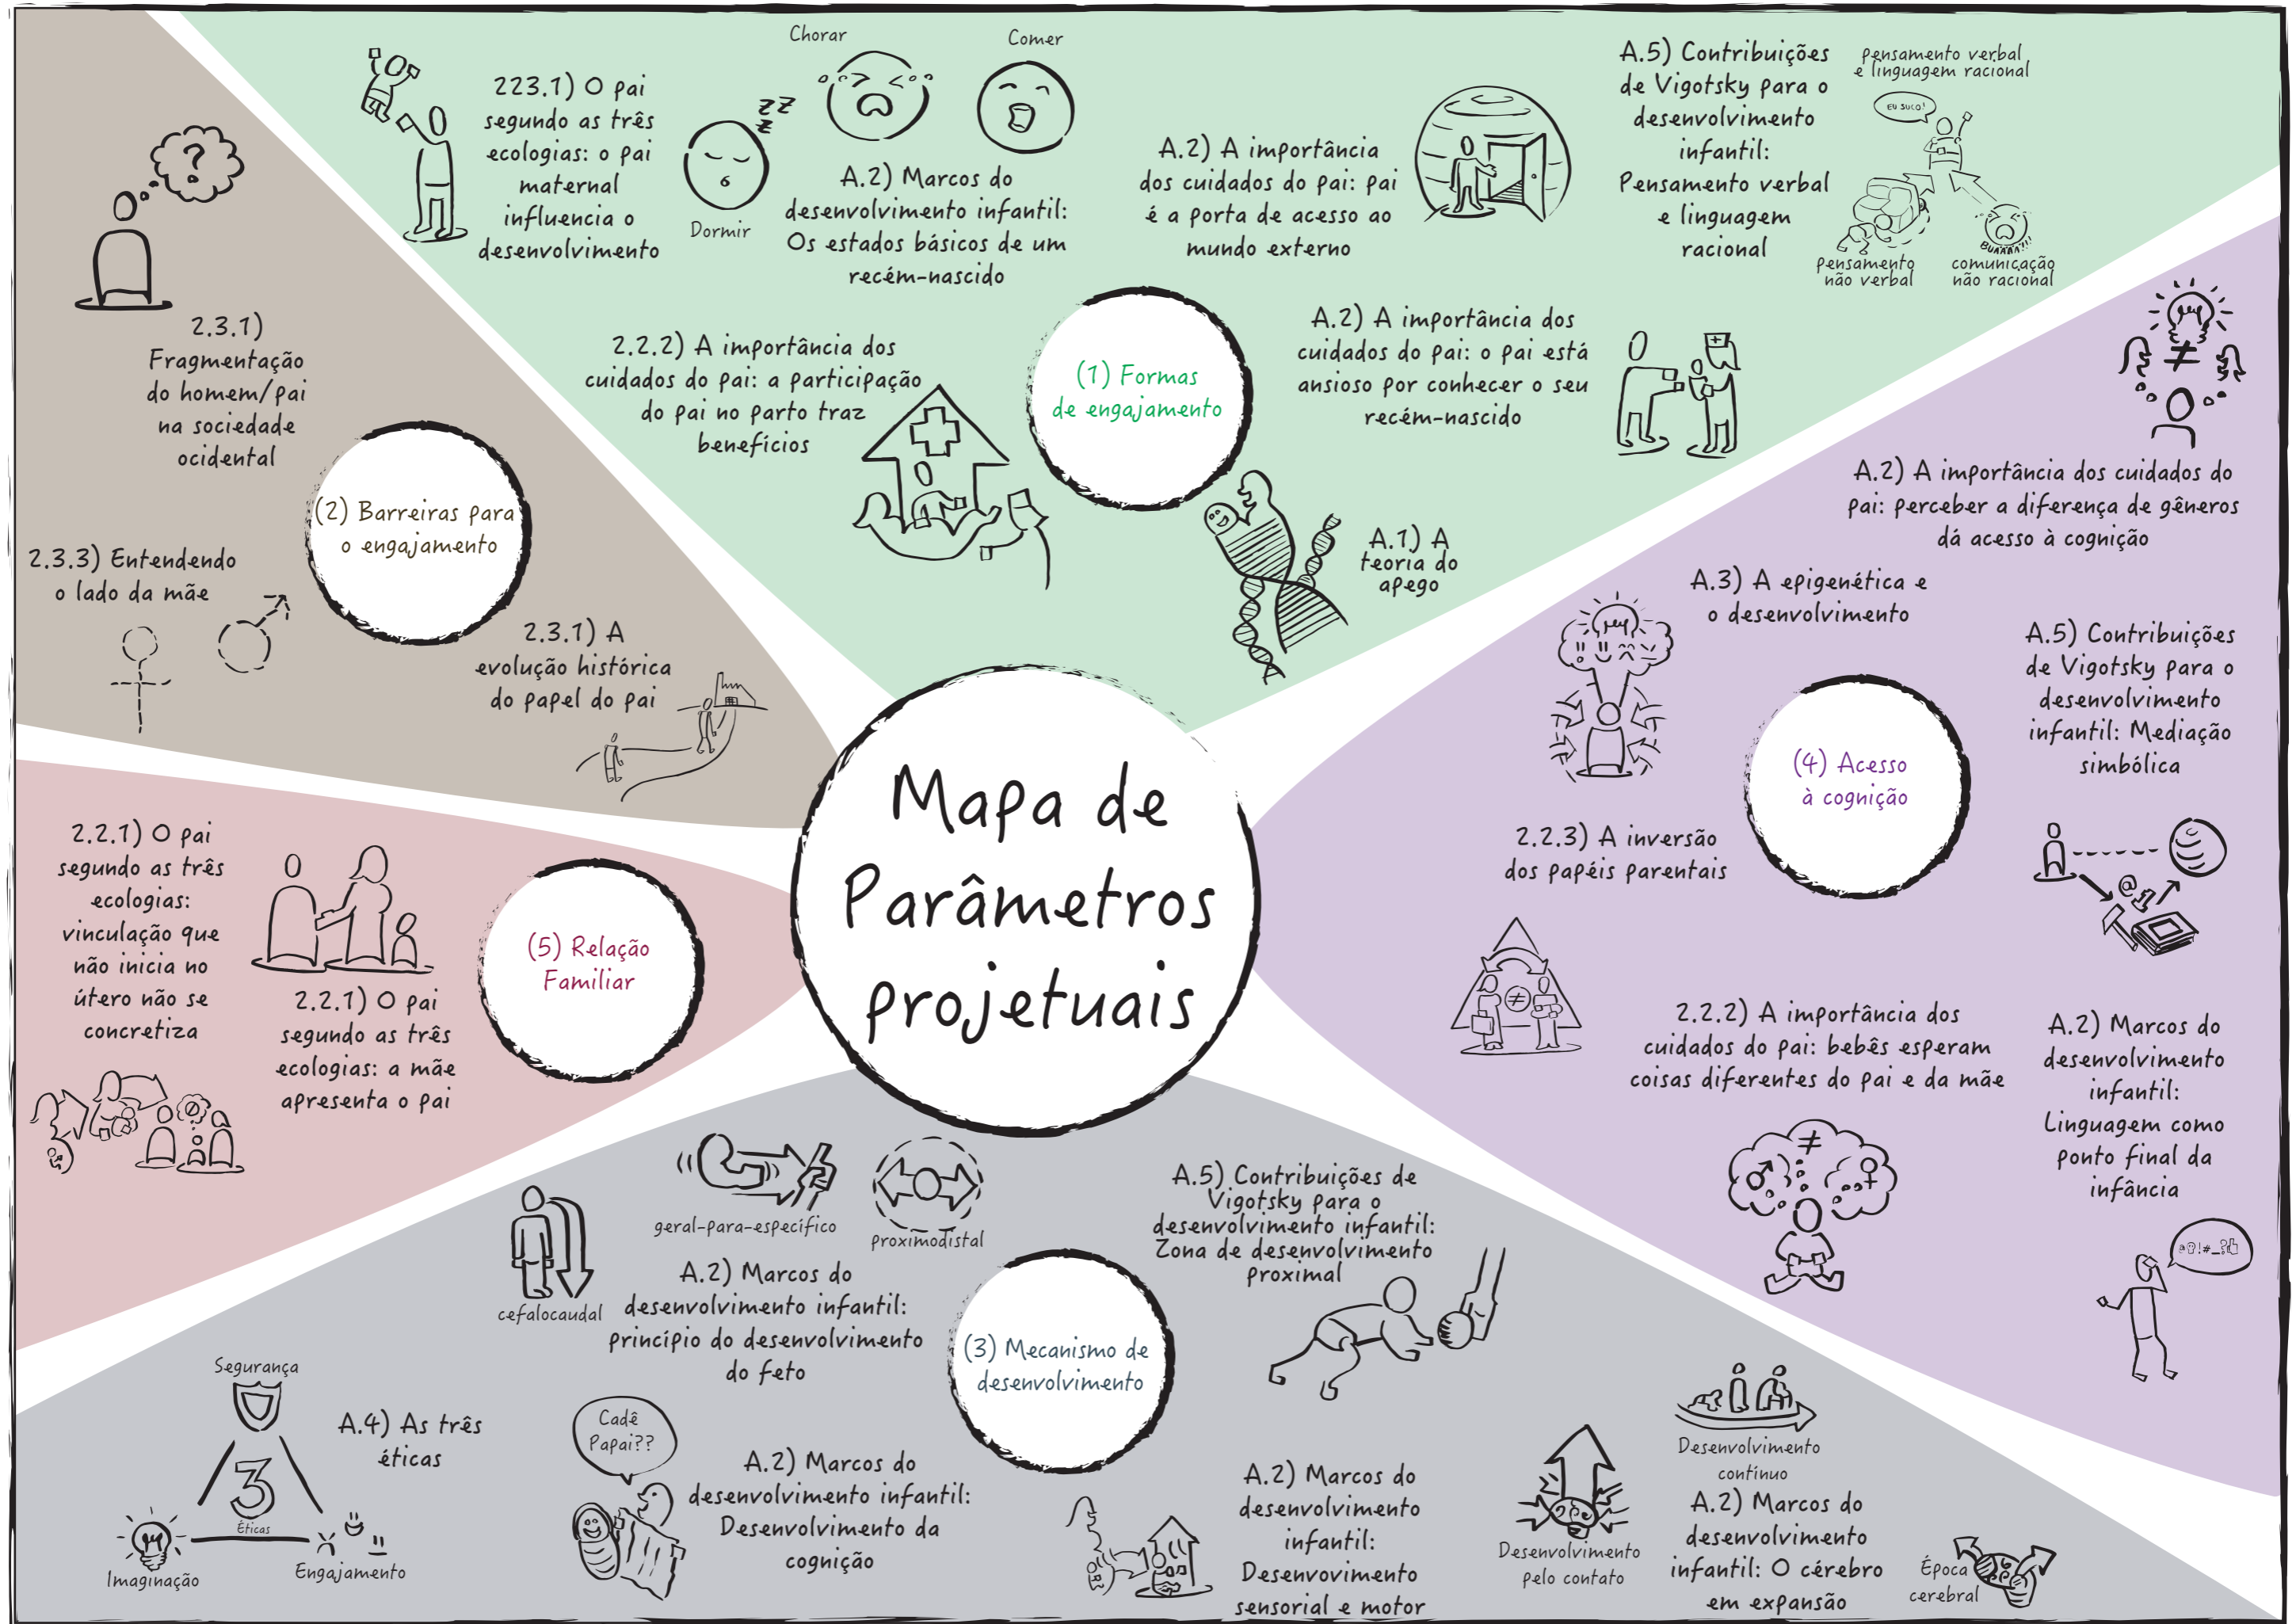 Mapa de
Parâmetros
projetuais
(1) Formas
de engajamento
223.1) O pai
segundo as três
ecologias: o pai
maternal
influencia o
desenvolvimento
Chorar
Comer
Dormir
zz
z
z
A.2) Marcos do
desenvolvimento infantil:
Os estados básicos de um
recém-nascido
A.2) A importância
dos cuidados do pai: pai
é a porta de acesso ao
mundo externo
A.5) Contribuições
de Vigotsky para o
desenvolvimento
infantil:
Pensamento verbal
e linguagem
racional
pensamento verbal
e linguagem racional
EU SUCO!
BUAAAA!!!
pensamento
não verbal
comunicação
não racional
2.2.2) A importância dos
cuidados do pai: a participação
do pai no parto traz
benefícios
A.2) A importância dos
cuidados do pai: o pai está
ansioso por conhecer o seu
recém-nascido
A.1) A
teoria do
apego
(2) Barreiras para
o engajamento
?
2.3.1)
Fragmentação
do homem/pai
na sociedade
ocidental
2.3.3) Entendendo
o lado da mãe
2.3.1) A
evolução histórica
do papel do pai
(4) Acesso
à cognição
A.2) A importância dos cuidados do
pai: perceber a diferença de gêneros
dá acesso à cognição
A.3) A epigenética e
o desenvolvimento
A.5) Contribuições
de Vigotsky para o
desenvolvimento
infantil: Mediação
simbólica
@
2.2.3) A inversão
dos papéis parentais
2.2.2) A importância dos
cuidados do pai: bebês esperam
coisas diferentes do pai e da mãe
A.2) Marcos do
desenvolvimento
infantil:
Linguagem como
ponto final da
infância
(5) Relação
Familiar
2.2.1) O pai
segundo as três
ecologias:
vinculação que
não inicia no
útero não se
concretiza
2.2.1) O pai
segundo as três
ecologias: a mãe
apresenta o pai
(3) Mecanismo de
desenvolvimento
cefalocaudal
geral-para-específico
proximodistal
A.2) Marcos do
desenvolvimento infantil:
princípio do desenvolvimento
do feto
A.5) Contribuições de
Vigotsky para o
desenvolvimento infantil:
Zona de desenvolvimento
proximal
Segurança
3
Éticas
Imaginação
Engajamento
A.4) As três
éticas
Cadê
Papai??
A.2) Marcos do
desenvolvimento infantil:
Desenvolvimento da
cognição
A.2) Marcos do
desenvolvimento
infantil:
Desenvovimento
sensorial e motor
Desenvolvimento
pelo contato
Desenvolvimento
contínuo
A.2) Marcos do
desenvolvimento
infantil: O cérebro
em expansão
Época
cerebral